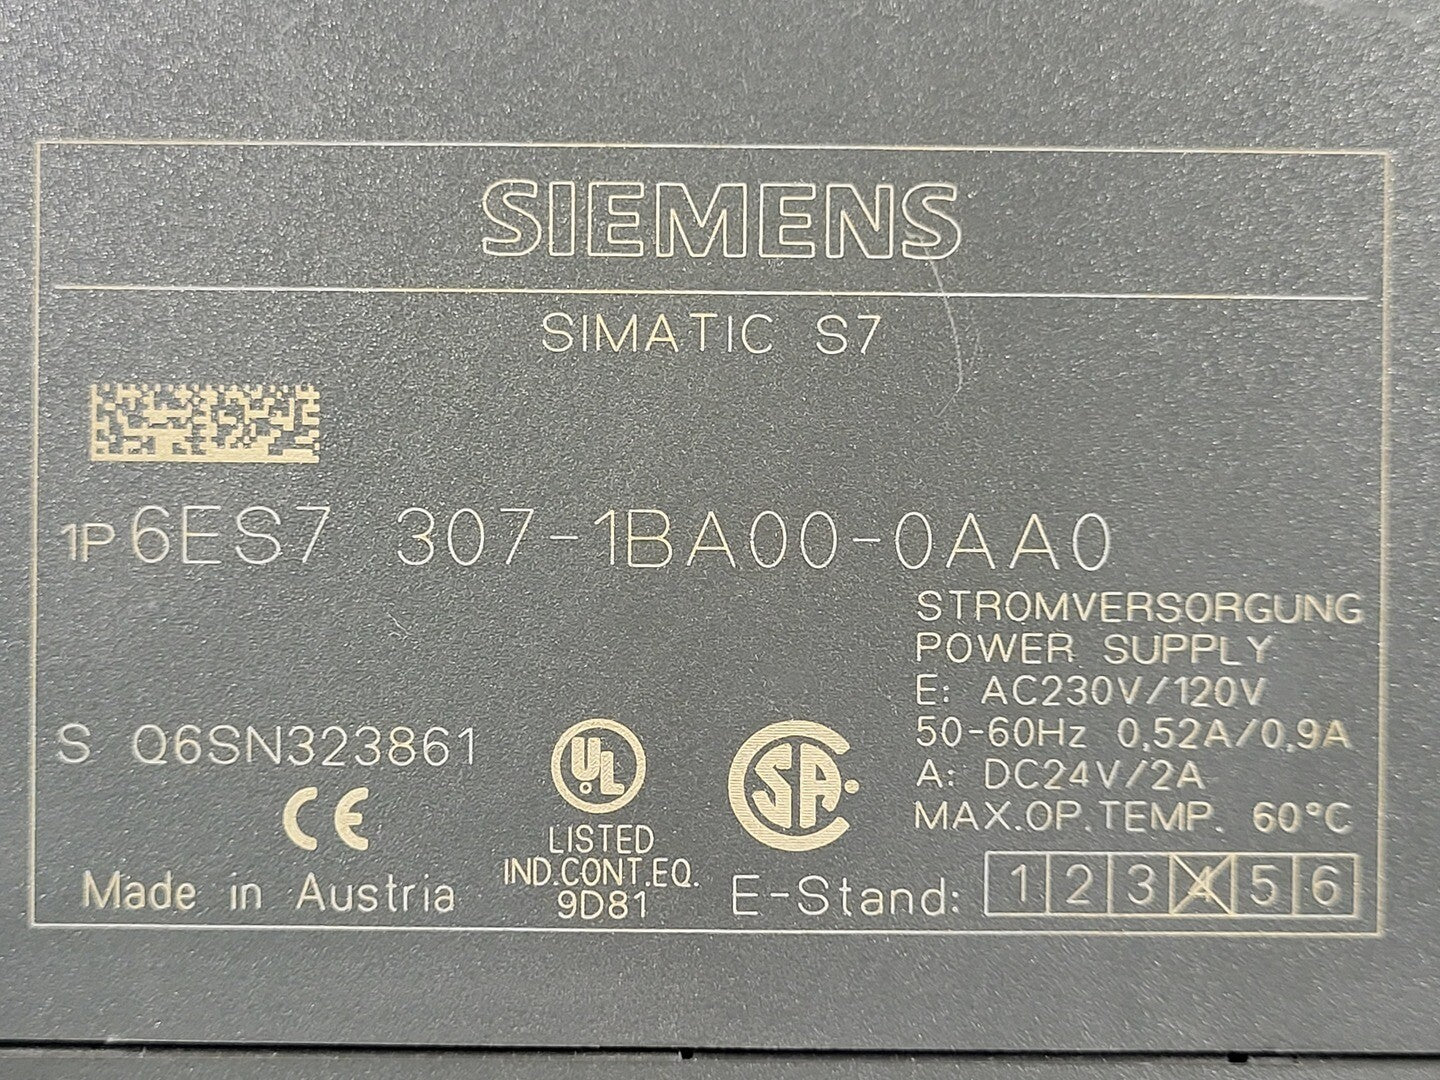 SIEMENS
SIMATIC S7
1P 6ES7 307-1BA00-0AA0
STROMVERSORGUNG
POWER SUPPLY
E: AC230V/120V
50-60Hz 0,52A/0,9A
A: DC24V/2A
MAX.OP.TEMP. 60°C
S Q6SN323861
CE
Made in Austria
UL
LISTED
IND.CONT.EQ.
9D81
SA
E-Stand: 1 2 3 4 5 6